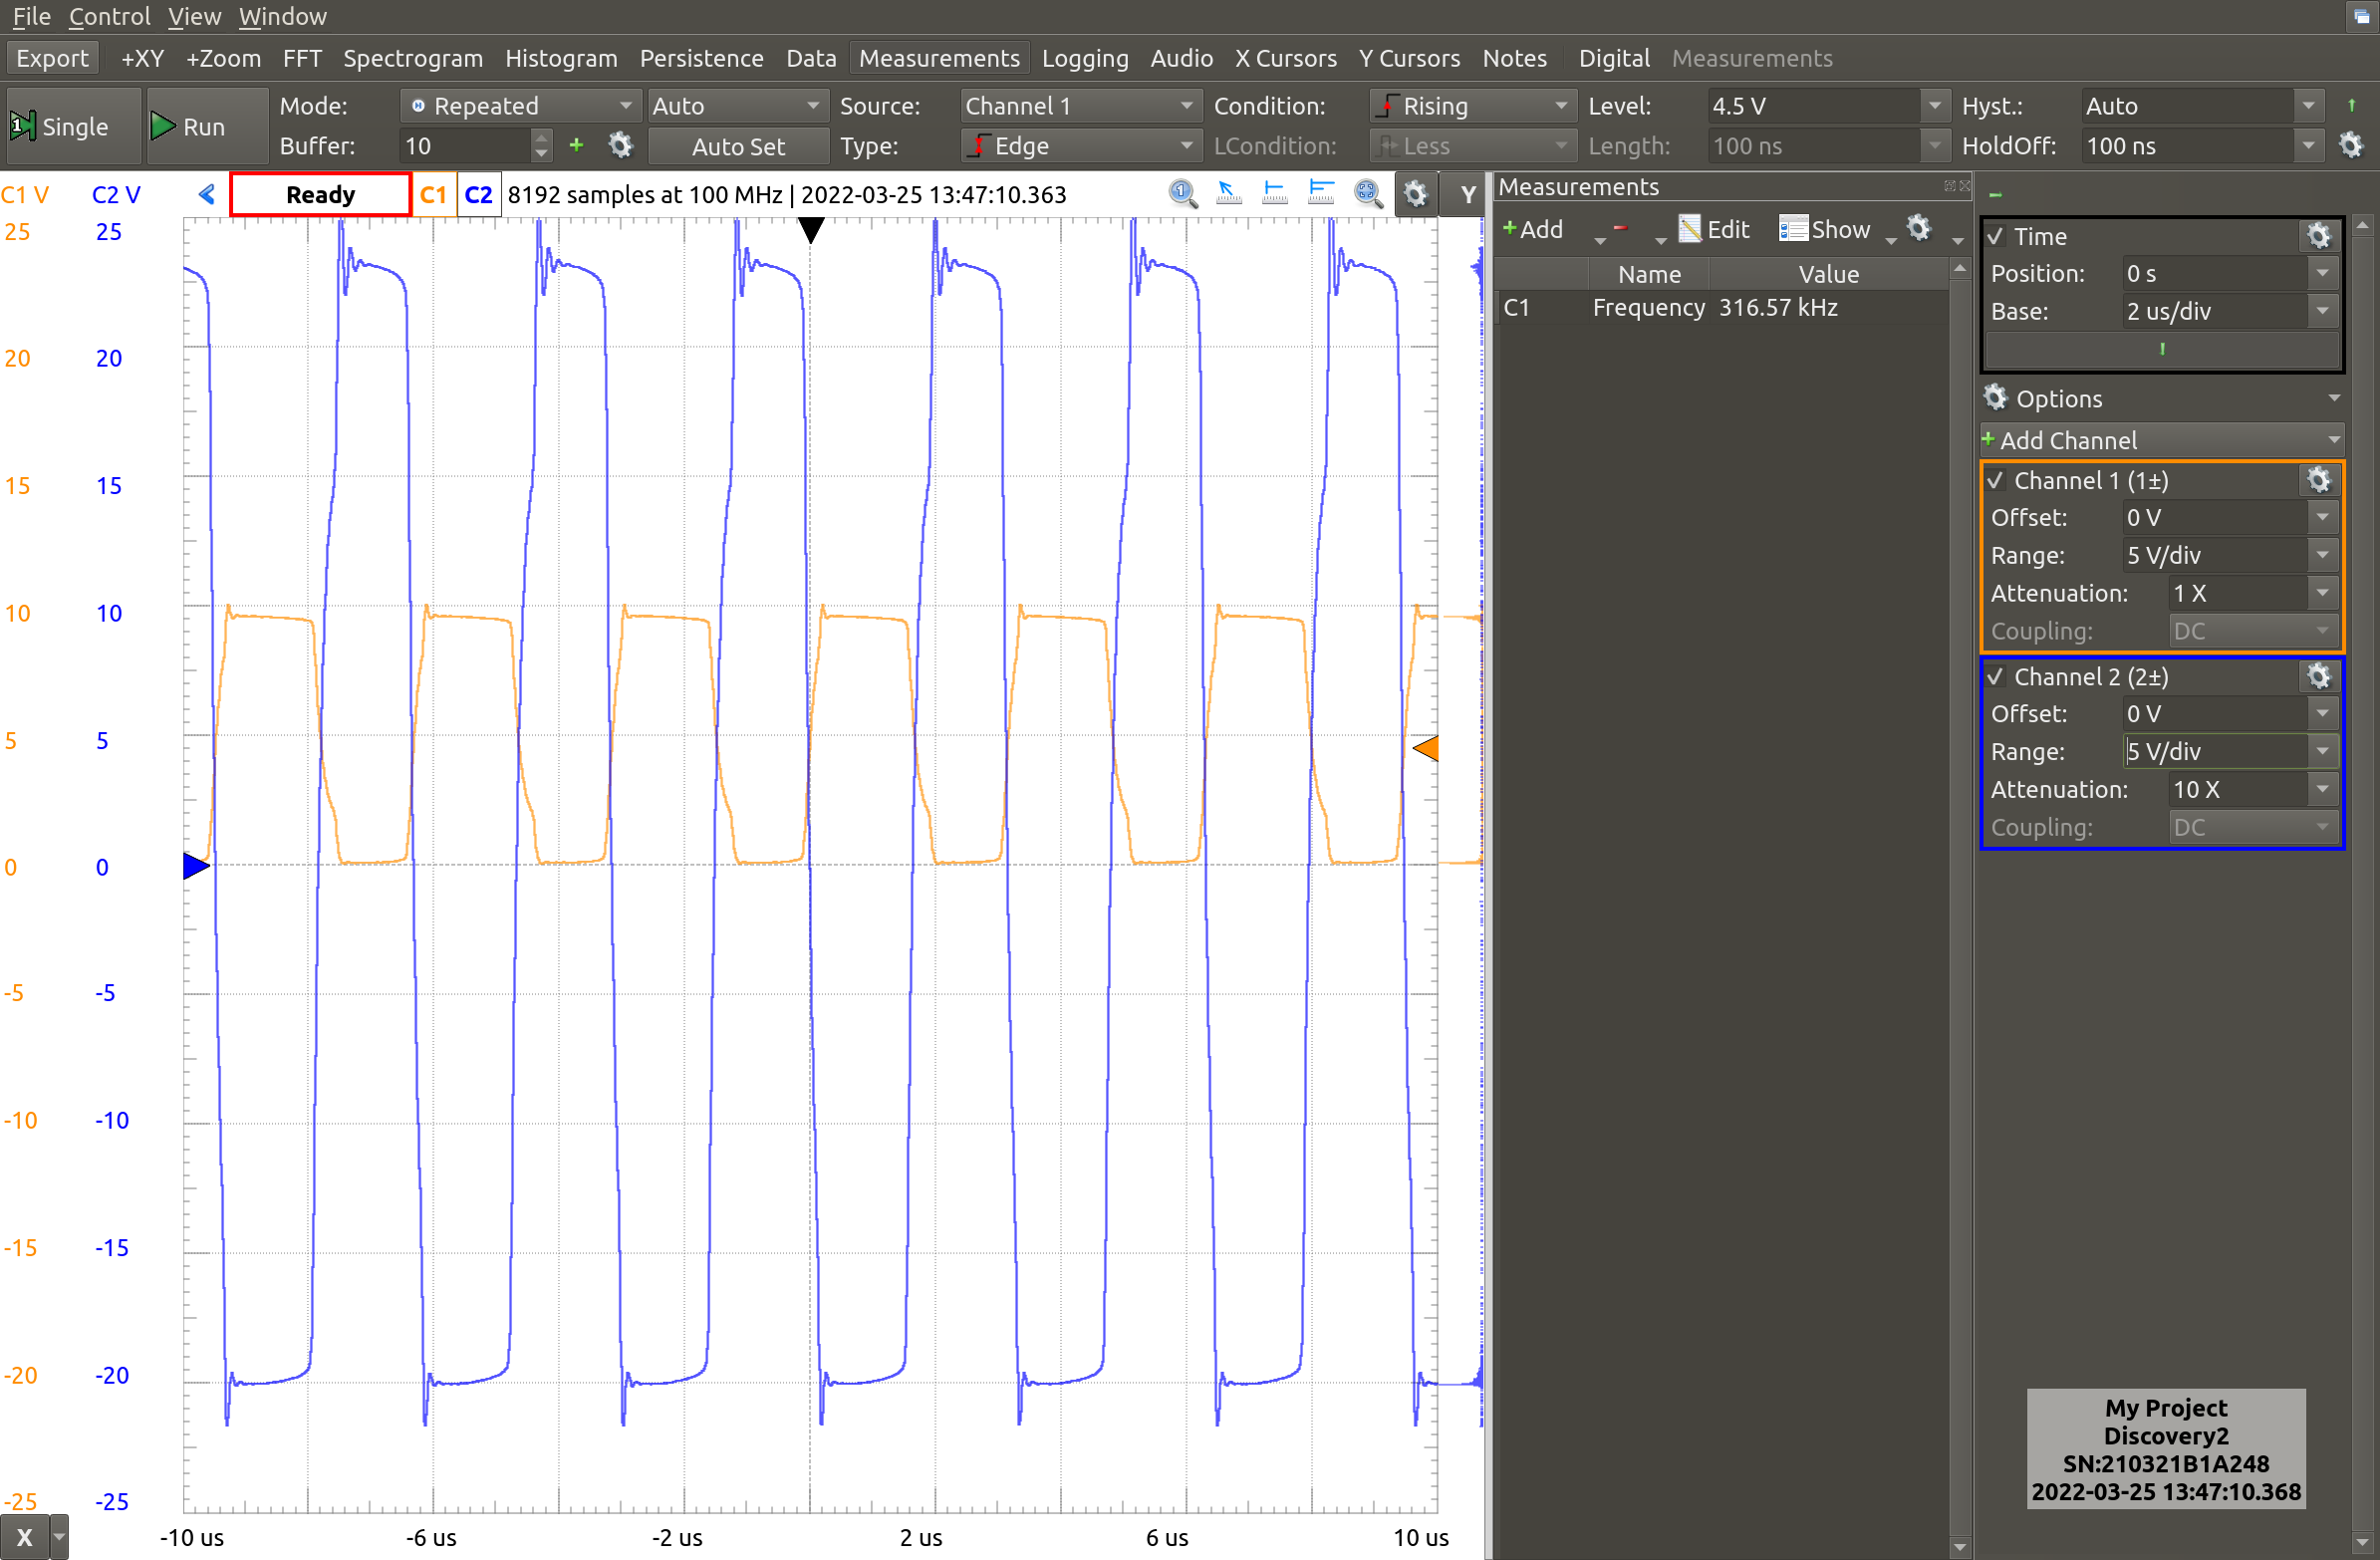 File Control View Window
Export +XY +Zoom FFT Spectrogram Histogram Persistence Data Measurements Logging Audio X Cursors Y Cursors Notes Digital Measurements
Single Run Mode: Repeated Auto Source: Channel 1 Condition: Rising Level: 4.5 V Hyst.: Auto
Buffer: 10 Auto Set Type: Edge LCondition: Less Length: 100 ns HoldOff: 100 ns
C1 V C2 V Ready C1 C2 8192 samples at 100 MHz | 2022-03-25 13:47:10.363 Y
25 25
20 20
15 15
10 10
5 5
0 0
-5 -5
-10 -10
-15 -15
-20 -20
-25 -25
X -10 us -6 us -2 us 2 us 6 us 10 us
Measurements
+Add Edit Show
Name Value
C1 Frequency 316.57 kHz
Time
Position: 0 s
Base: 2 us/div
Options
+ Add Channel
Channel 1 (1±)
Offset: 0 V
Range: 5 V/div
Attenuation: 1 X
Coupling: DC
Channel 2 (2±)
Offset: 0 V
Range: 5 V/div
Attenuation: 10 X
Coupling: DC
My Project
Discovery2
SN:210321B1A248
2022-03-25 13:47:10.368